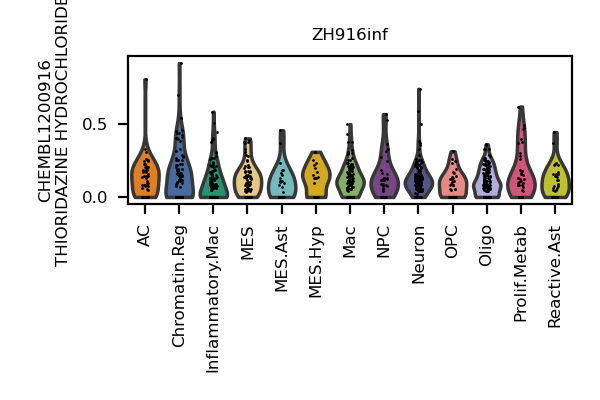 ZH916inf
CHEMBL1200916
THIORIDAZINE HYDROCHLORIDE
0.5
0.0
AC
Chromatin.Reg
Inflammatory.Mac
MES
MES.Ast
MES.Hyp
Mac
NPC
Neuron
OPC
Oligo
Prolif.Metab
Reactive.Ast